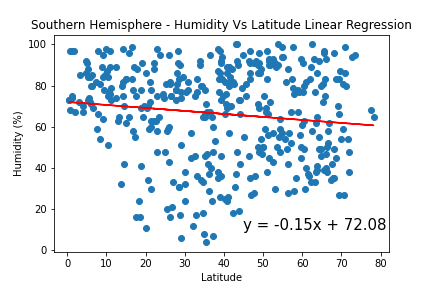 Southern Hemisphere - Humidity Vs Latitude Linear Regression
100
80
60
40
20
0
Humidity (%)
y = -0.15x + 72.08
0 10 20 30 40 50 60 70 80
Latitude